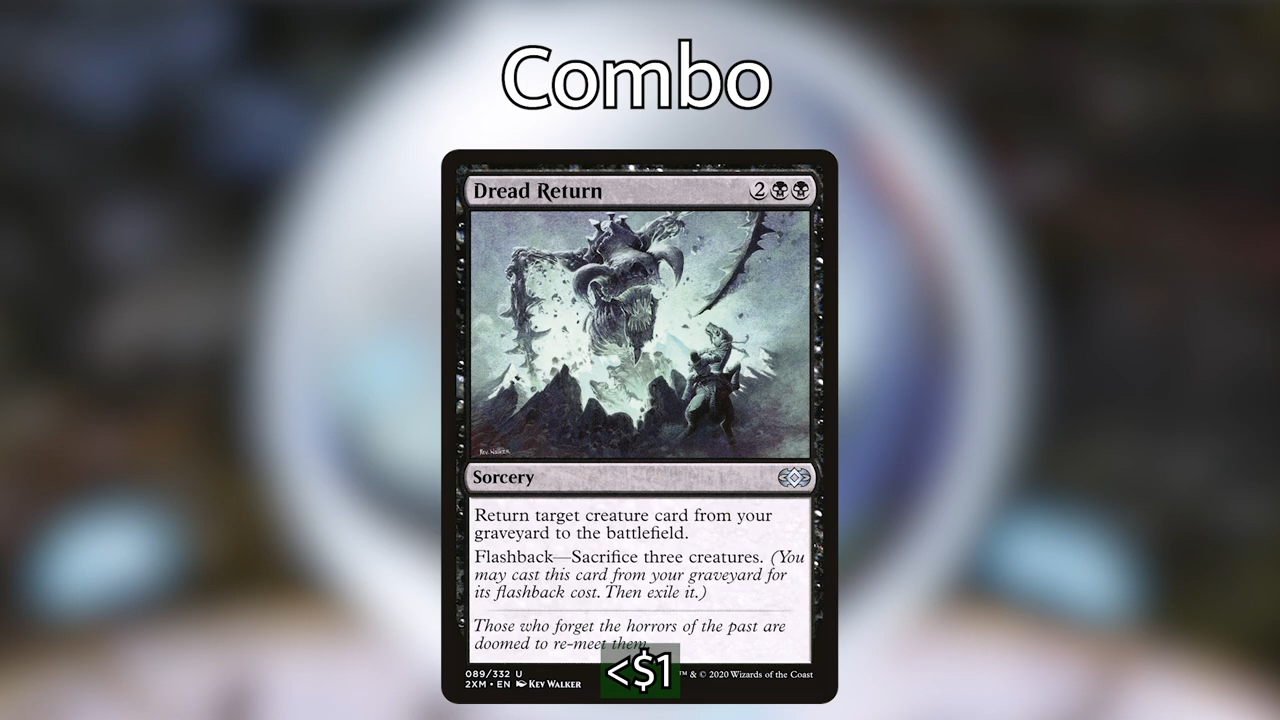 Combo
Dread Return 2
Kev Walker
Sorcery
Return target creature card from your
graveyard to the battlefield.
Flashback—Sacrifice three creatures. (You
may cast this card from your graveyard for
its flashback cost. Then exile it.)
Those who forget the horrors of the past are
doomed to re-meet them.
<$1
089/332 U
2XM • EN Kev Walker ™ & © 2020 Wizards of the Coast